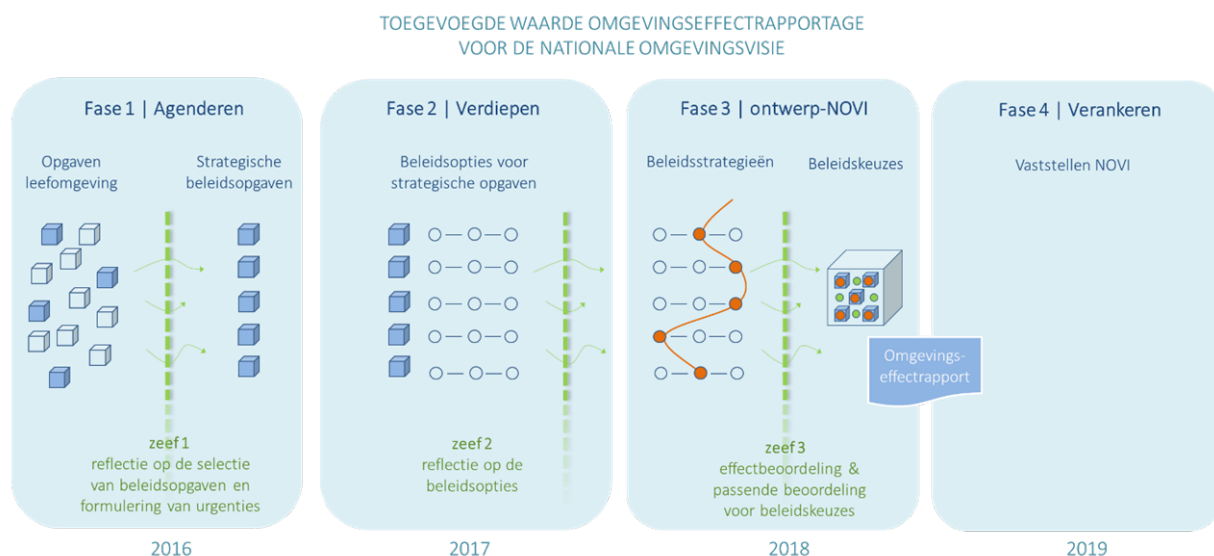 TOEGEVOEGDE WAARDE OMGEVINGSEFFECTRAPPORTAGE
VOOR DE NATIONALE OMGEVINGSVISIE
Fase 1 | Agenderen
Opgaven
leefomgeving
Strategische
beleidsopgaven
zeef 1
reflectie op de selectie
van beleidsopgaven en
formulering van urgenties
2016
Fase 2 | Verdiepen
Beleidsopties voor
strategische opgaven
zeef 2
reflectie op de
beleidsopties
2017
Fase 3 | ontwerp-NOVI
Beleidsstrategieën
Beleidskeuzes
Omgevings-
effectrapport
zeef 3
effectbeoordeling &
passende beoordeling
voor beleidskeuzes
2018
Fase 4 | Verankeren
Vaststellen NOVI
2019